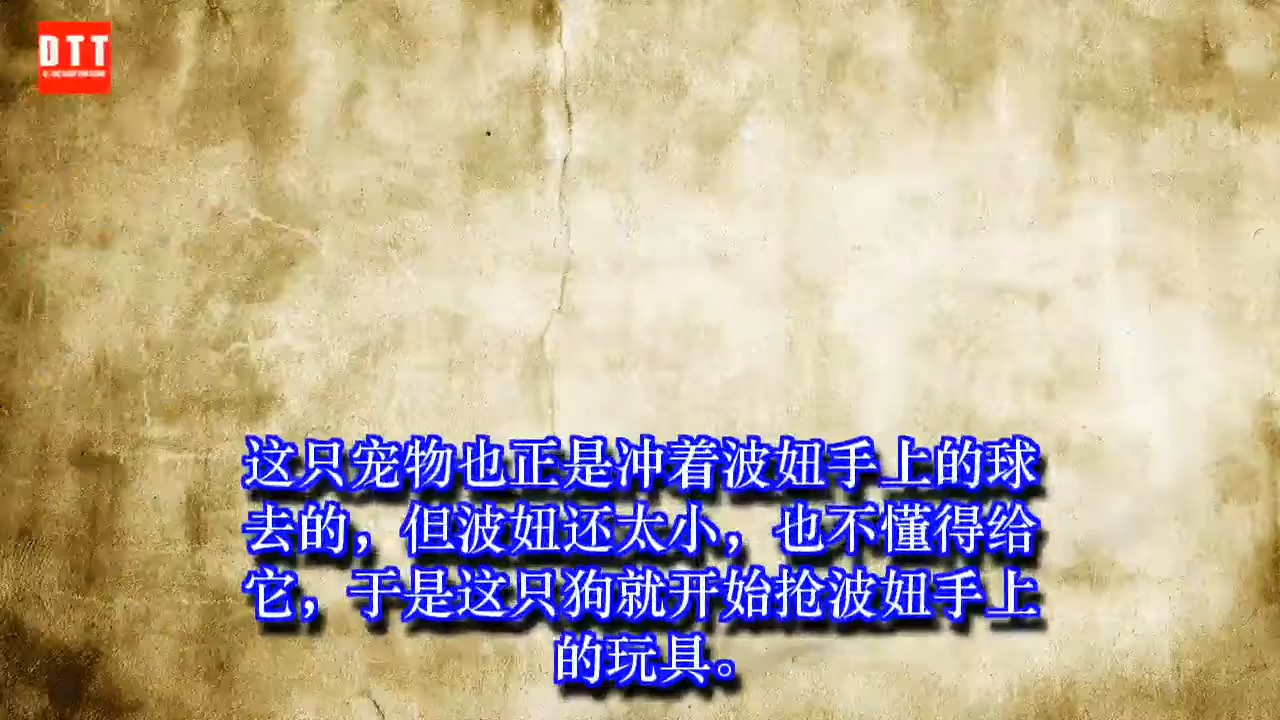 DTT
这只宠物也正是冲着波妞手上的球
去的，但波妞还太小，也不懂得给
它，于是这只狗就开始抢波妞手上
的玩具。